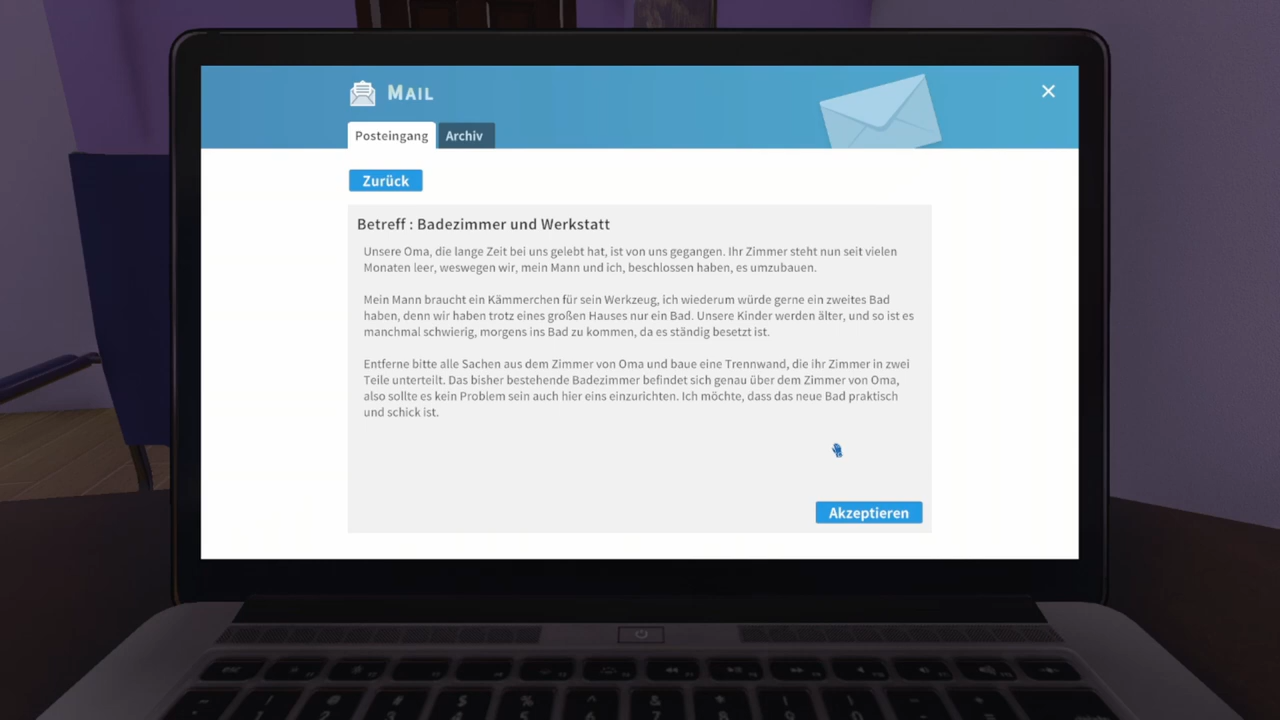 MAIL
Posteingang Archiv
Zurück
Betreff : Badezimmer und Werkstatt
Unsere Oma, die lange Zeit bei uns gelebt hat, ist von uns gegangen. Ihr Zimmer steht nun seit vielen
Monaten leer, weswegen wir, mein Mann und ich, beschlossen haben, es umzubauen.
Mein Mann braucht ein Kämmerchen für sein Werkzeug, ich wiederum würde gerne ein zweites Bad
haben, denn wir haben trotz eines großen Hauses nur ein Bad. Unsere Kinder werden älter, und so ist es
manchmal schwierig, morgens ins Bad zu kommen, da es ständig besetzt ist.
Entferne bitte alle Sachen aus dem Zimmer von Oma und baue eine Trennwand, die ihr Zimmer in zwei
Teile unterteilt. Das bisher bestehende Badezimmer befindet sich genau über dem Zimmer von Oma,
also sollte es kein Problem sein auch hier eins einzurichten. Ich möchte, dass das neue Bad praktisch
und schick ist.
Akzeptieren